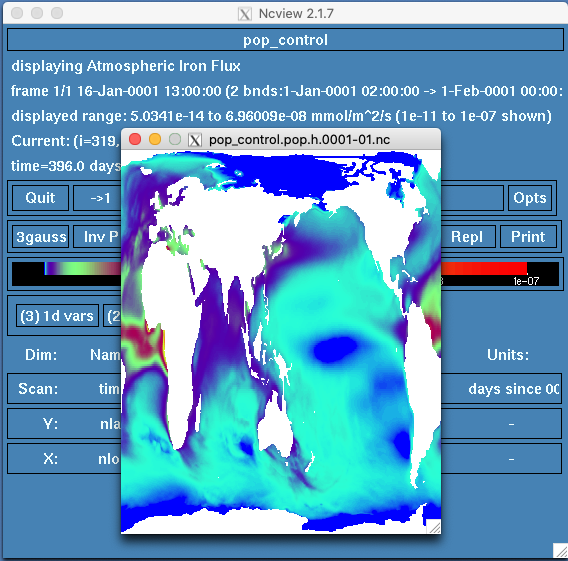 Ncview 2.1.7
pop_control
displaying Atmospheric Iron Flux
frame 1/1 16-Jan-0001 13:00:00 (2 bnds:1-Jan-0001 02:00:00 -> 1-Feb-0001 00:00:
displayed range: 5.0341e-14 to 6.96009e-08 mmol/m^2/s (1e-11 to 1e-07 shown)
Current: (i=319,
pop_control.pop.h.0001-01.nc
time=396.0 days
Quit ->1 Opts
3gauss Inv P Repl Print
1e-07
(3) 1d vars (2
Dim: Nam Units:
Scan: tim days since 00
Y: nla -
X: nlo -